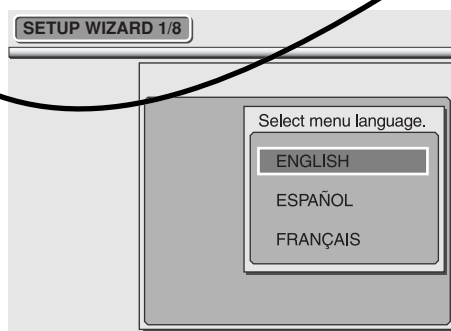 SETUP WIZARD 1/8
Select menu language.
ENGLISH
ESPAÑOL
FRANÇAIS